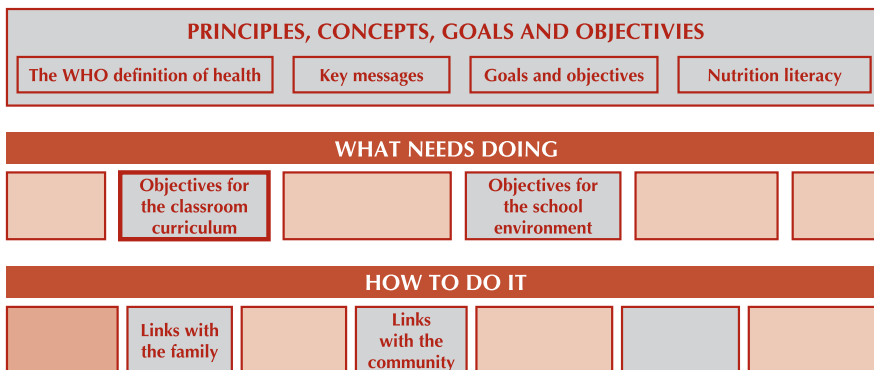 PRINCIPLES, CONCEPTS, GOALS AND OBJECTIVIES
The WHO definition of health
Key messages
Goals and objectives
Nutrition literacy
WHAT NEEDS DOING
Objectives for
the classroom
curriculum
Objectives for
the school
environment
HOW TO DO IT
Links with
the family
Links
with the
community